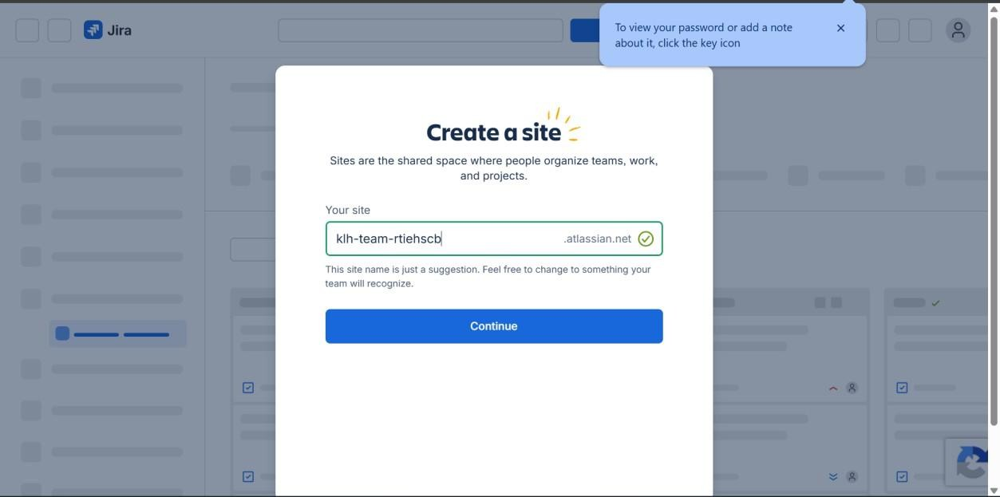 Jira
To view your password or add a note
about it, click the key icon
Create a site
Sites are the shared space where people organize teams, work,
and projects.
Your site
klh-team-rtiehscb .atlassian.net
This site name is just a suggestion. Feel free to change to something your
team will recognize.
Continue